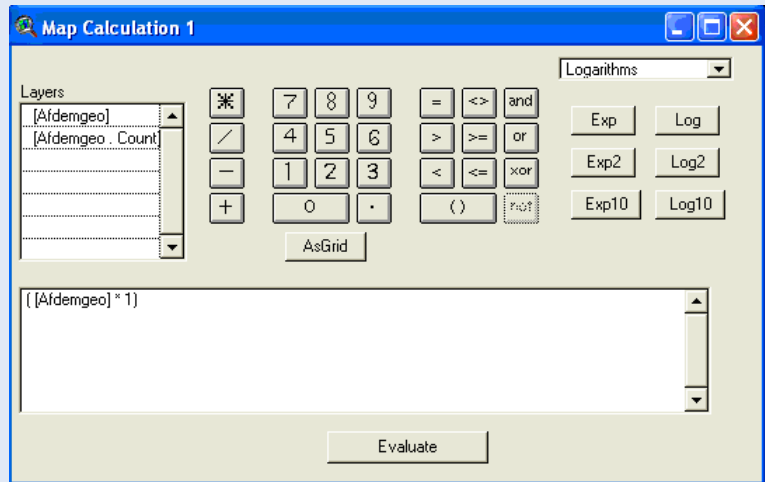 Map Calculation 1
Logarithms
Layers
[Afdemgeo]
[Afdemgeo . Count]
* 7 8 9 = <> and
/ 4 5 6 > >= or
- 1 2 3 < <= xor
+ 0 . ( ) not
AsGrid
Exp Log
Exp2 Log2
Exp10 Log10
( [Afdemgeo] * 1)
Evaluate